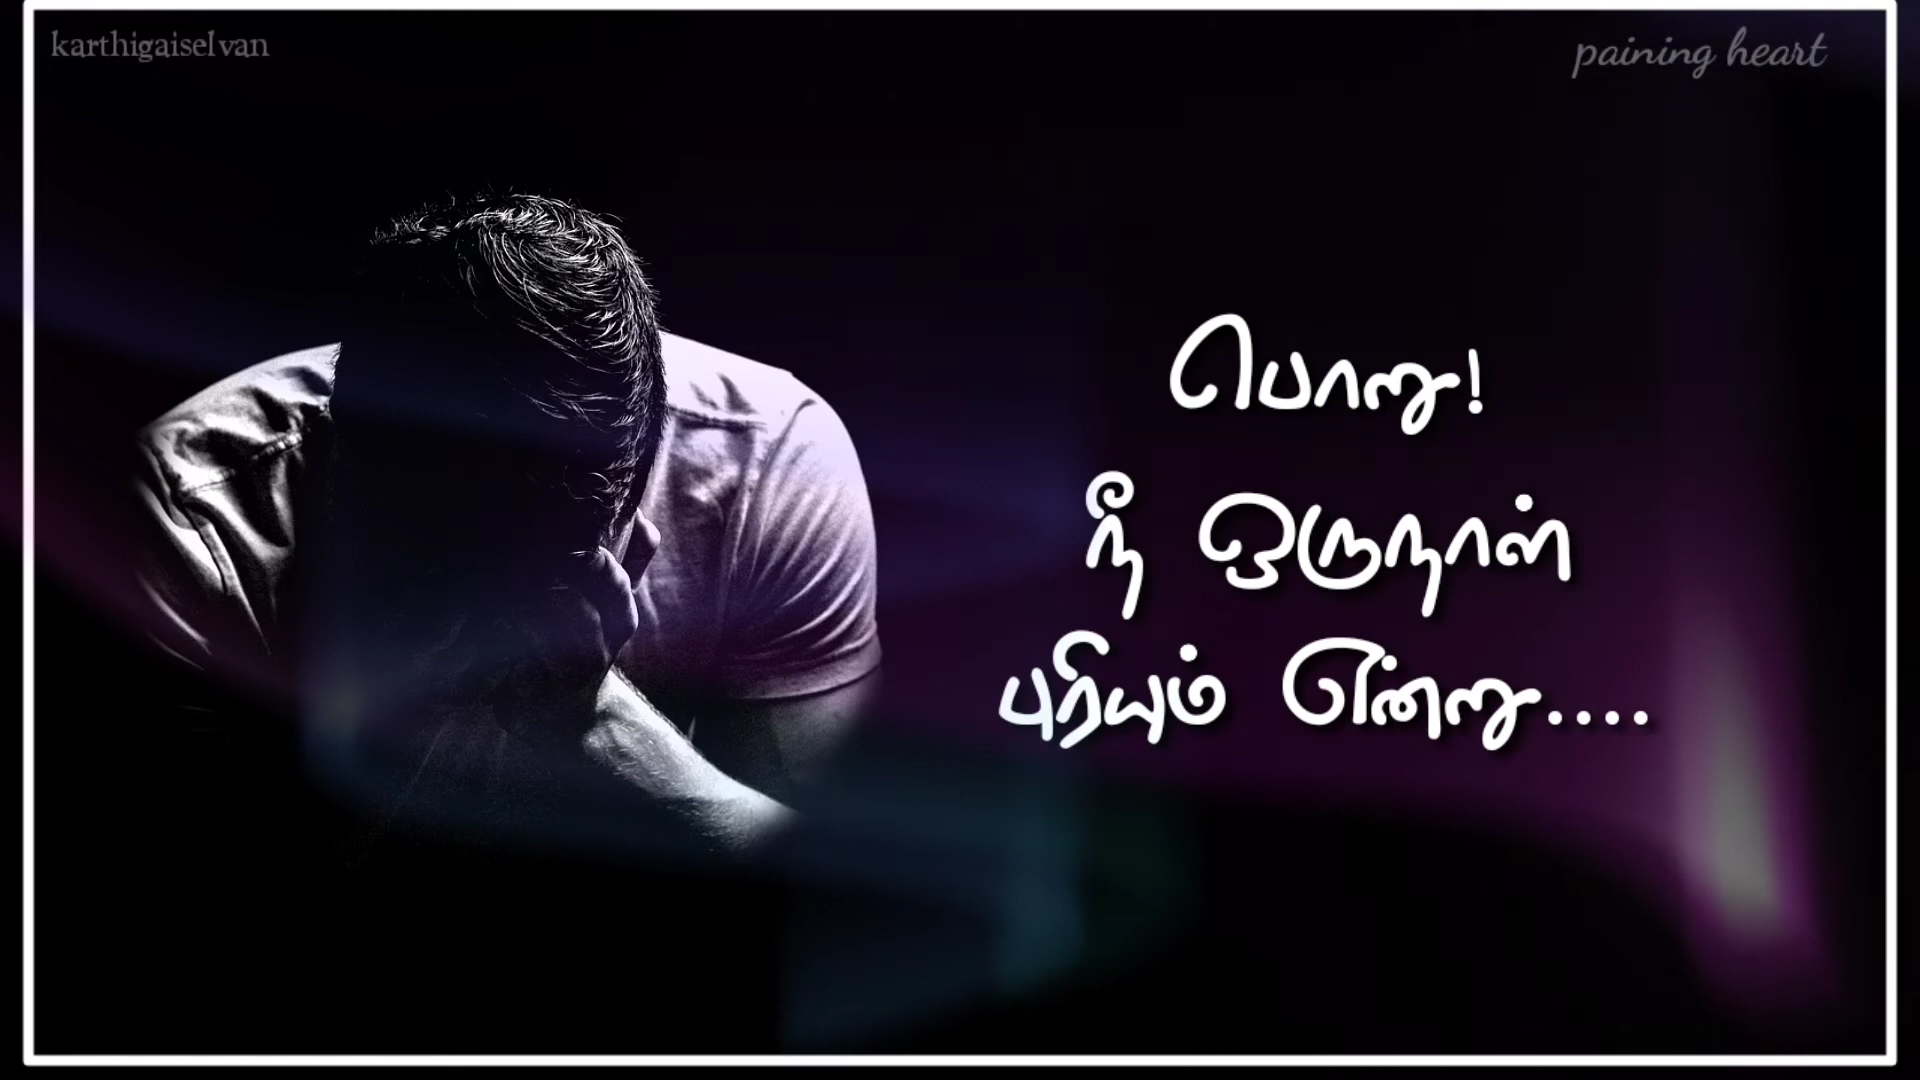 karthigaiselvan
paining heart
பொறு!
நீ ஒருநாள்
புரியும் என்று....